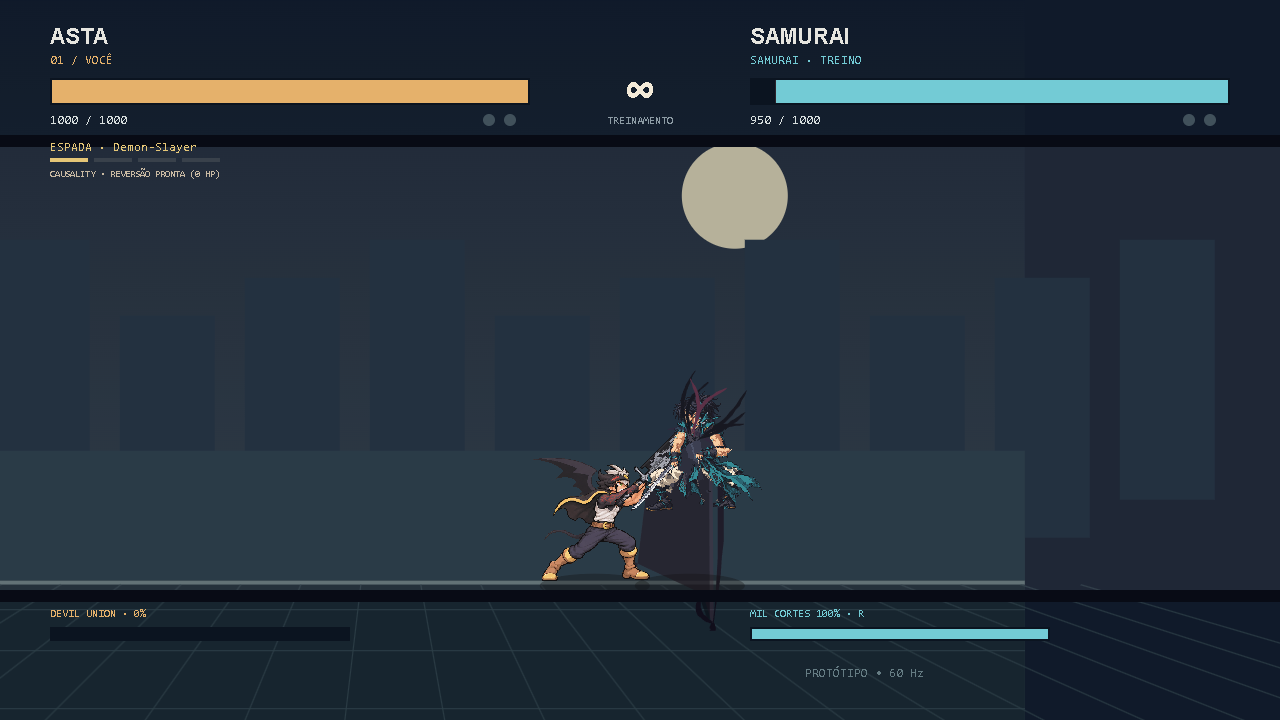 ASTA
01 / VOCÊ
1000 / 1000
∞
TREINAMENTO
SAMURAI
SAMURAI · TREINO
950 / 1000
ESPADA · Demon-Slayer
CAUSALITY · REVERSÃO PRONTA (0 HP)
DEVIL UNION · 0%
MIL CORTES 100% · R
PROTÓTIPO • 60 Hz